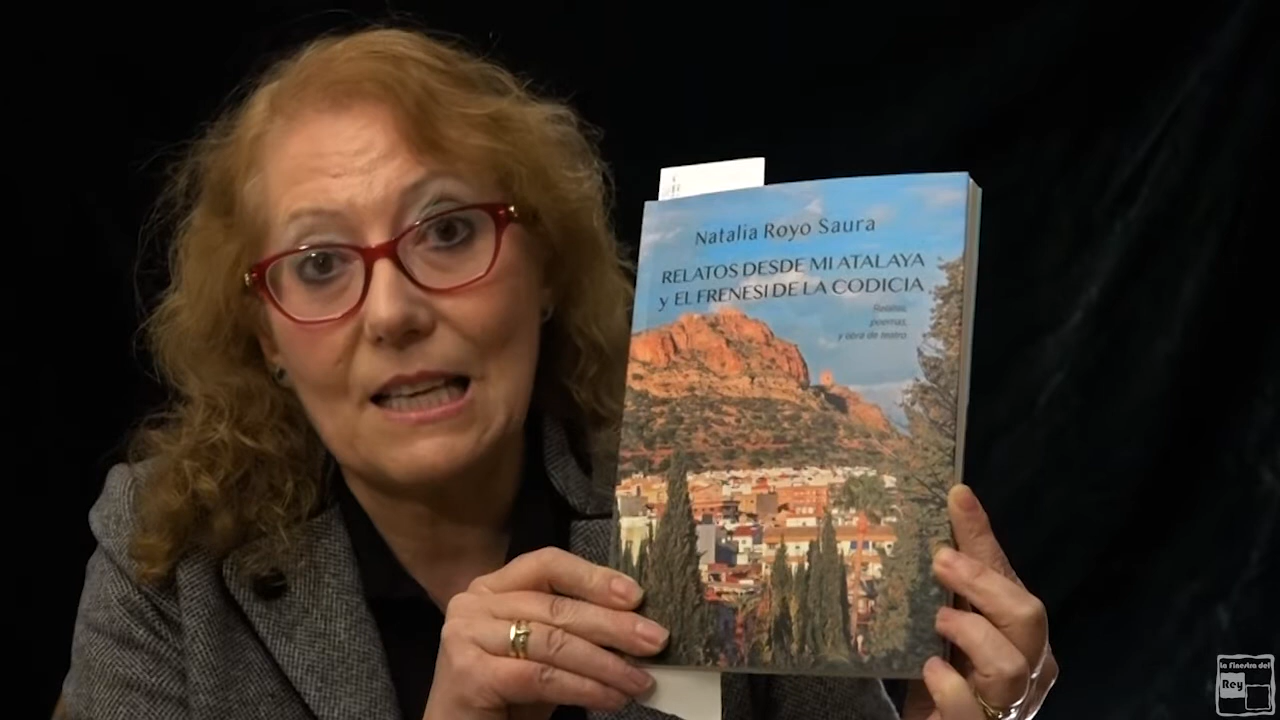 Natalia Royo Saura
RELATOS DESDE MI ATALAYA
y EL FRENESI DE LA CODICIA
Relatos,
poemas,
y obra de teatro.
La Finestra del
Rey